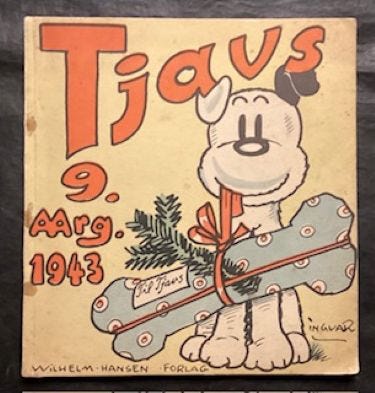 Tjavs
9.
AArg.
1943
Til Tjavs
INGVAR
WILHELM-HANSEN FORLAG